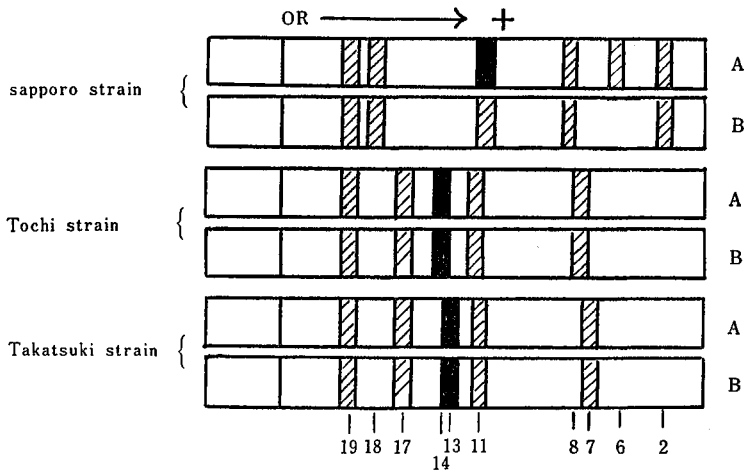 OR +
A
sapporo strain
B
A
Tochi strain
B
A
Takatsuki strain
B
19 18 17 13 11 8 7 6 2
14